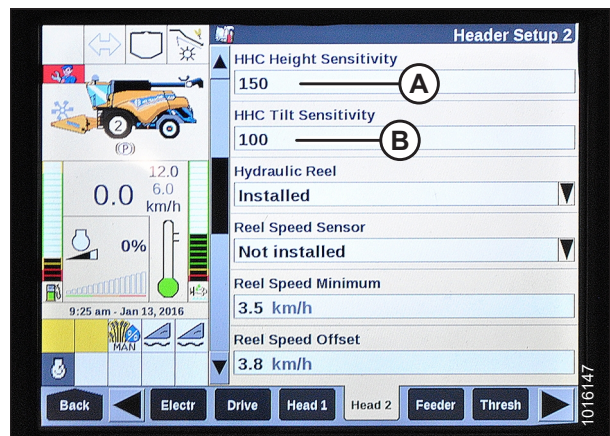 Header Setup 2
HHC Height Sensitivity
150
A
HHC Tilt Sensitivity
100
B
Hydraulic Reel
Installed
Reel Speed Sensor
Not installed
Reel Speed Minimum
3.5 km/h
Reel Speed Offset
3.8 km/h
2
(P)
12.0
0.0 6.0
km/h
0%
9:25 am - Jan 13, 2016
%
MAN
Back Electr Drive Head 1 Head 2 Feeder Thresh
1016147